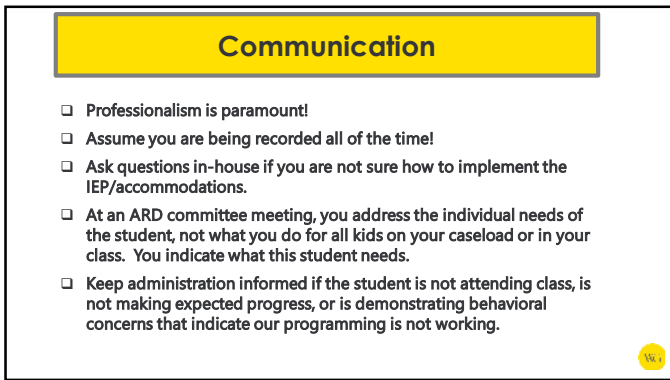 Communication
❑ Professionalism is paramount!
❑ Assume you are being recorded all of the time!
❑ Ask questions in-house if you are not sure how to implement the
IEP/accommodations.
❑ At an ARD committee meeting, you address the individual needs of
the student, not what you do for all kids on your caseload or in your
class.  You indicate what this student needs.
❑ Keep administration informed if the student is not attending class, is
not making expected progress, or is demonstrating behavioral
concerns that indicate our programming is not working.